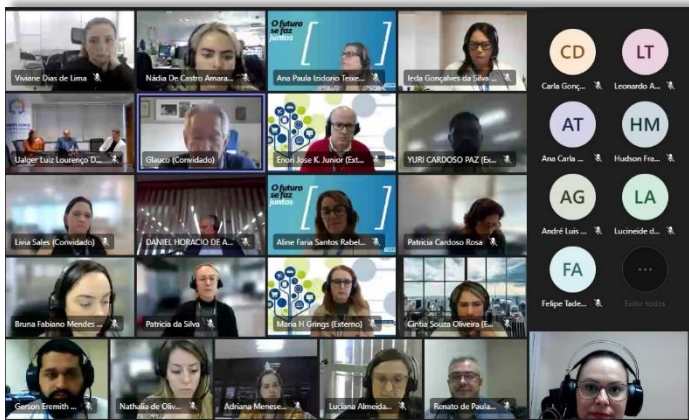 Viviane Dias de Lima
Nádia De Castro Amara...
O futuro
se faz
juntos
Ana Paula Izidorio Teixe...
Ieda Gonçalves da Silva ...
CD
Carla Gonç...
LT
Leonardo A...
Ualger Luiz Lourenço D...
Glauco (Convidado)
Enori Jose K. Junior (Ext...
YURI CARDOSO PAZ (Ex...
AT
Ana Carla ...
HM
Hudson Fra...
Livia Sales (Convidado)
DANIEL HORACIO DE A...
O futuro
se faz
juntos
Aline Faria Santos Rabel...
Patricia Cardoso Rosa
AG
André Luis ...
LA
Lucineide d...
Bruna Fabiano Mendes ...
Patricia da Silva
Maria H Grings (Externo)
Cintia Souza Oliveira (E...
FA
Felipe Tade...
...
Exibir todos
Gerson Eremith ...
Nathalia de Oliv...
Adriana Menese...
Luciana Almeida...
Renato de Paula...